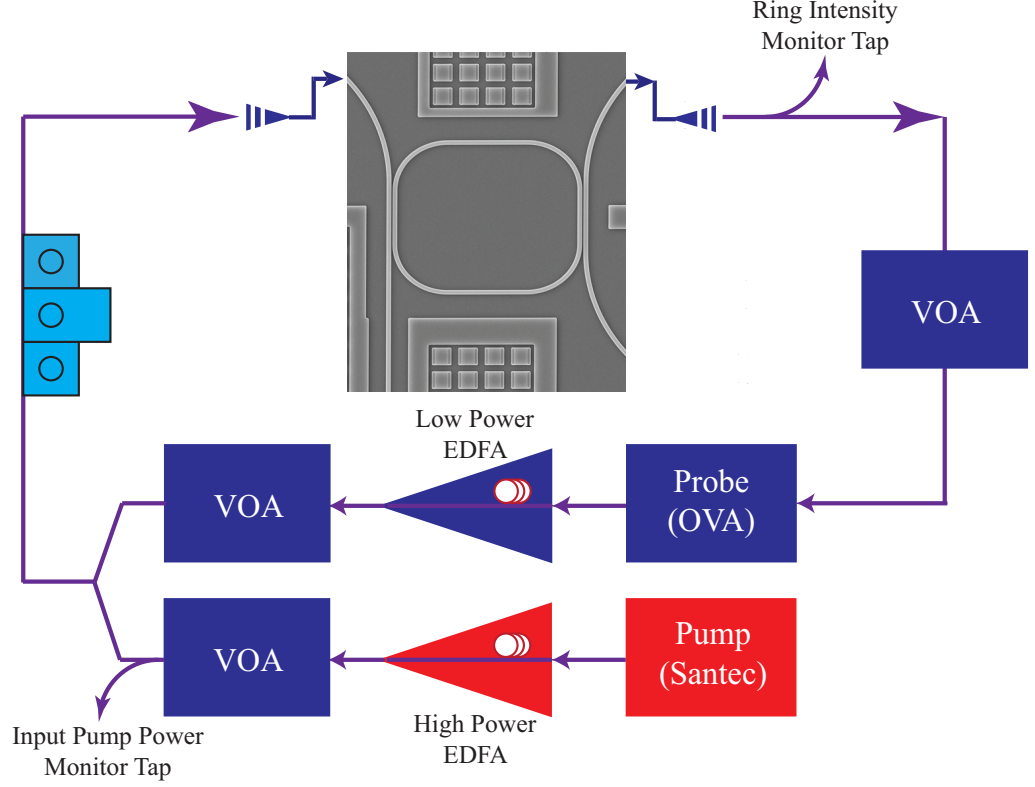 Ring Intensity
Monitor Tap
VOA
Low Power
EDFA
VOA
Probe
(OVA)
VOA
Pump
(Santec)
High Power
EDFA
Input Pump Power
Monitor Tap